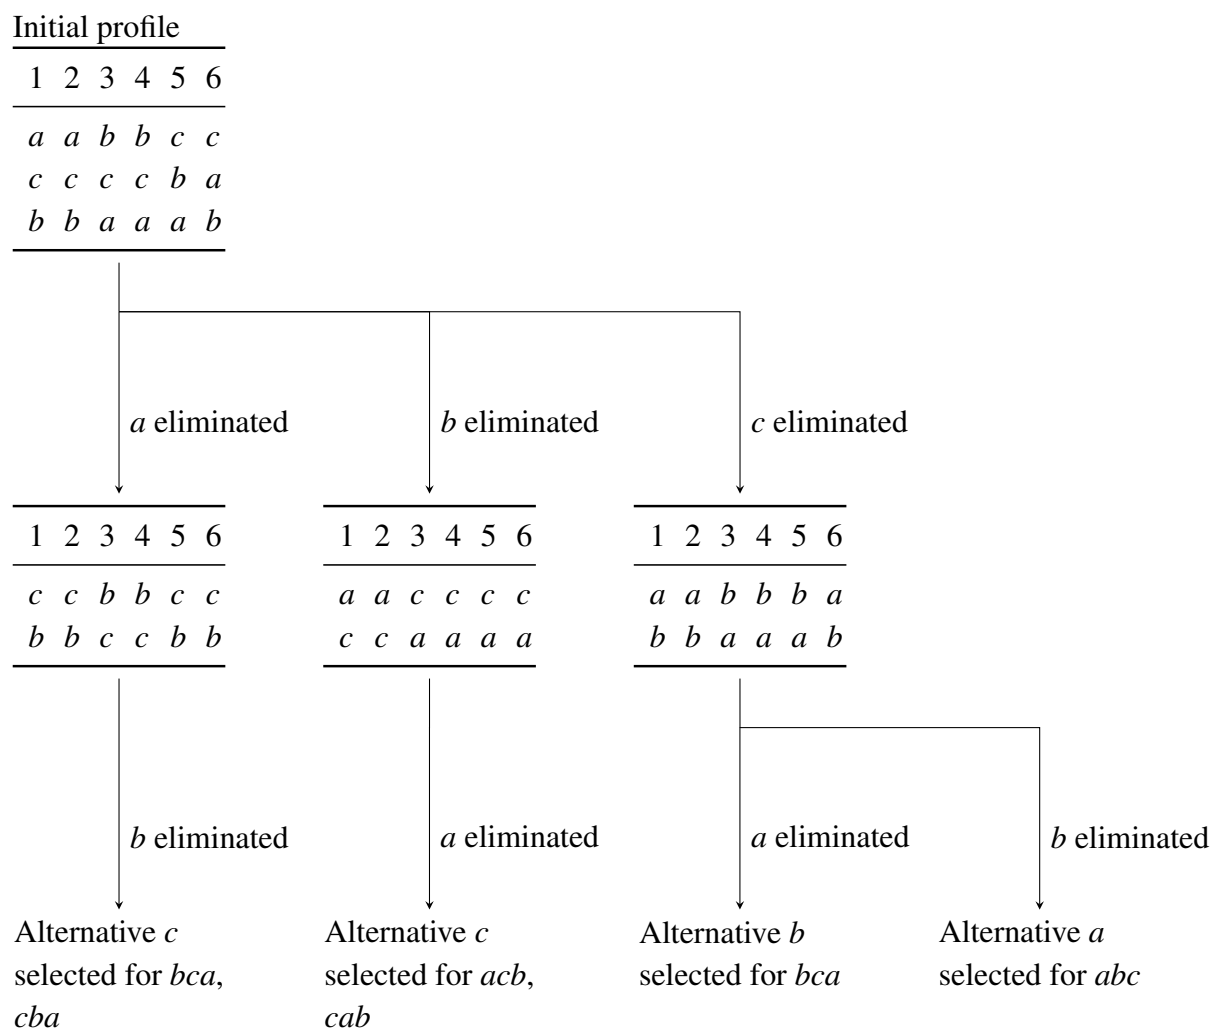 Initial profile
1 2 3 4 5 6
a a b b c c
c c c c b a
b b a a a b
a eliminated
b eliminated
c eliminated
1 2 3 4 5 6
c c b b c c
b b c c b b
1 2 3 4 5 6
a a c c c c
c c a a a a
1 2 3 4 5 6
a a b b b a
b b a a a b
b eliminated
a eliminated
a eliminated
b eliminated
Alternative c
selected for bca,
cba
Alternative c
selected for acb,
cab
Alternative b
selected for bca
Alternative a
selected for abc